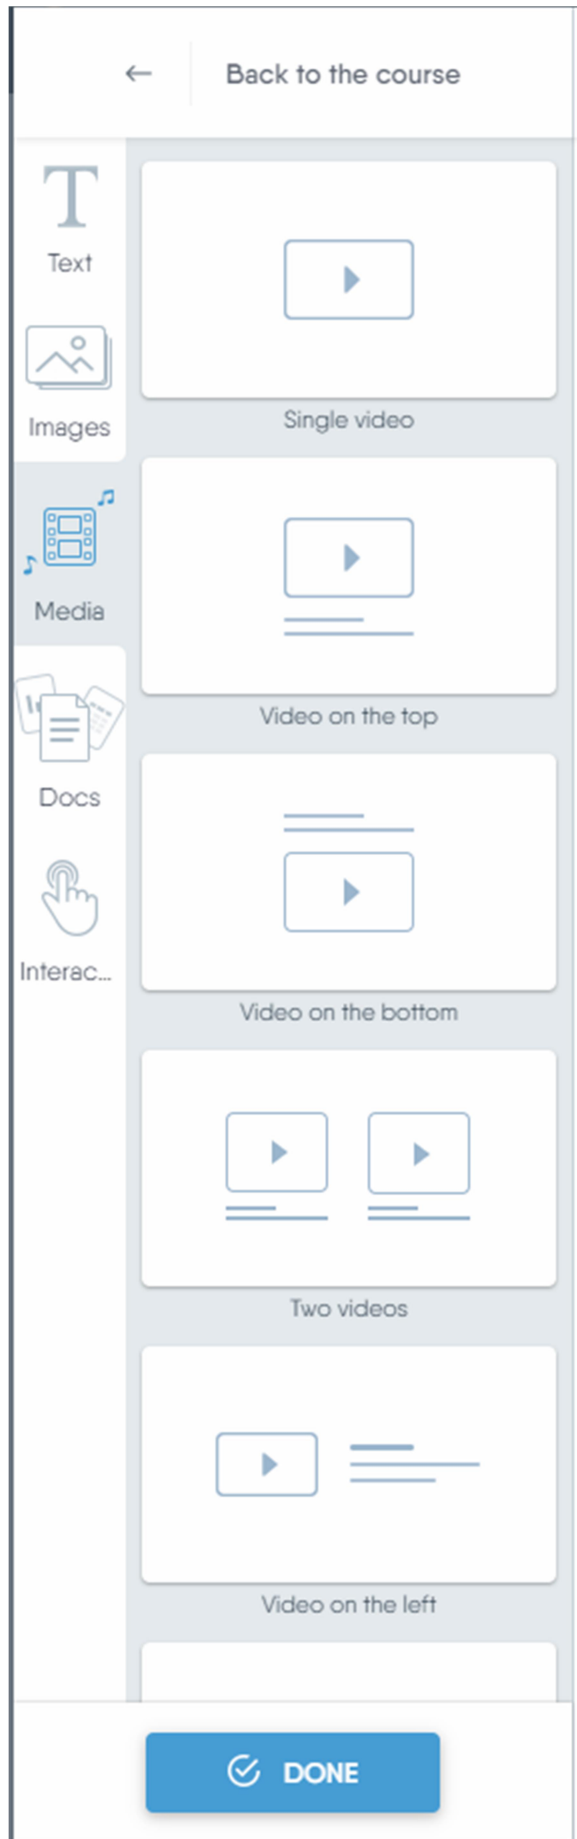 Back to the course
Text
Images
Media
Docs
Interac...
Single video
Video on the top
Video on the bottom
Two videos
Video on the left
DONE